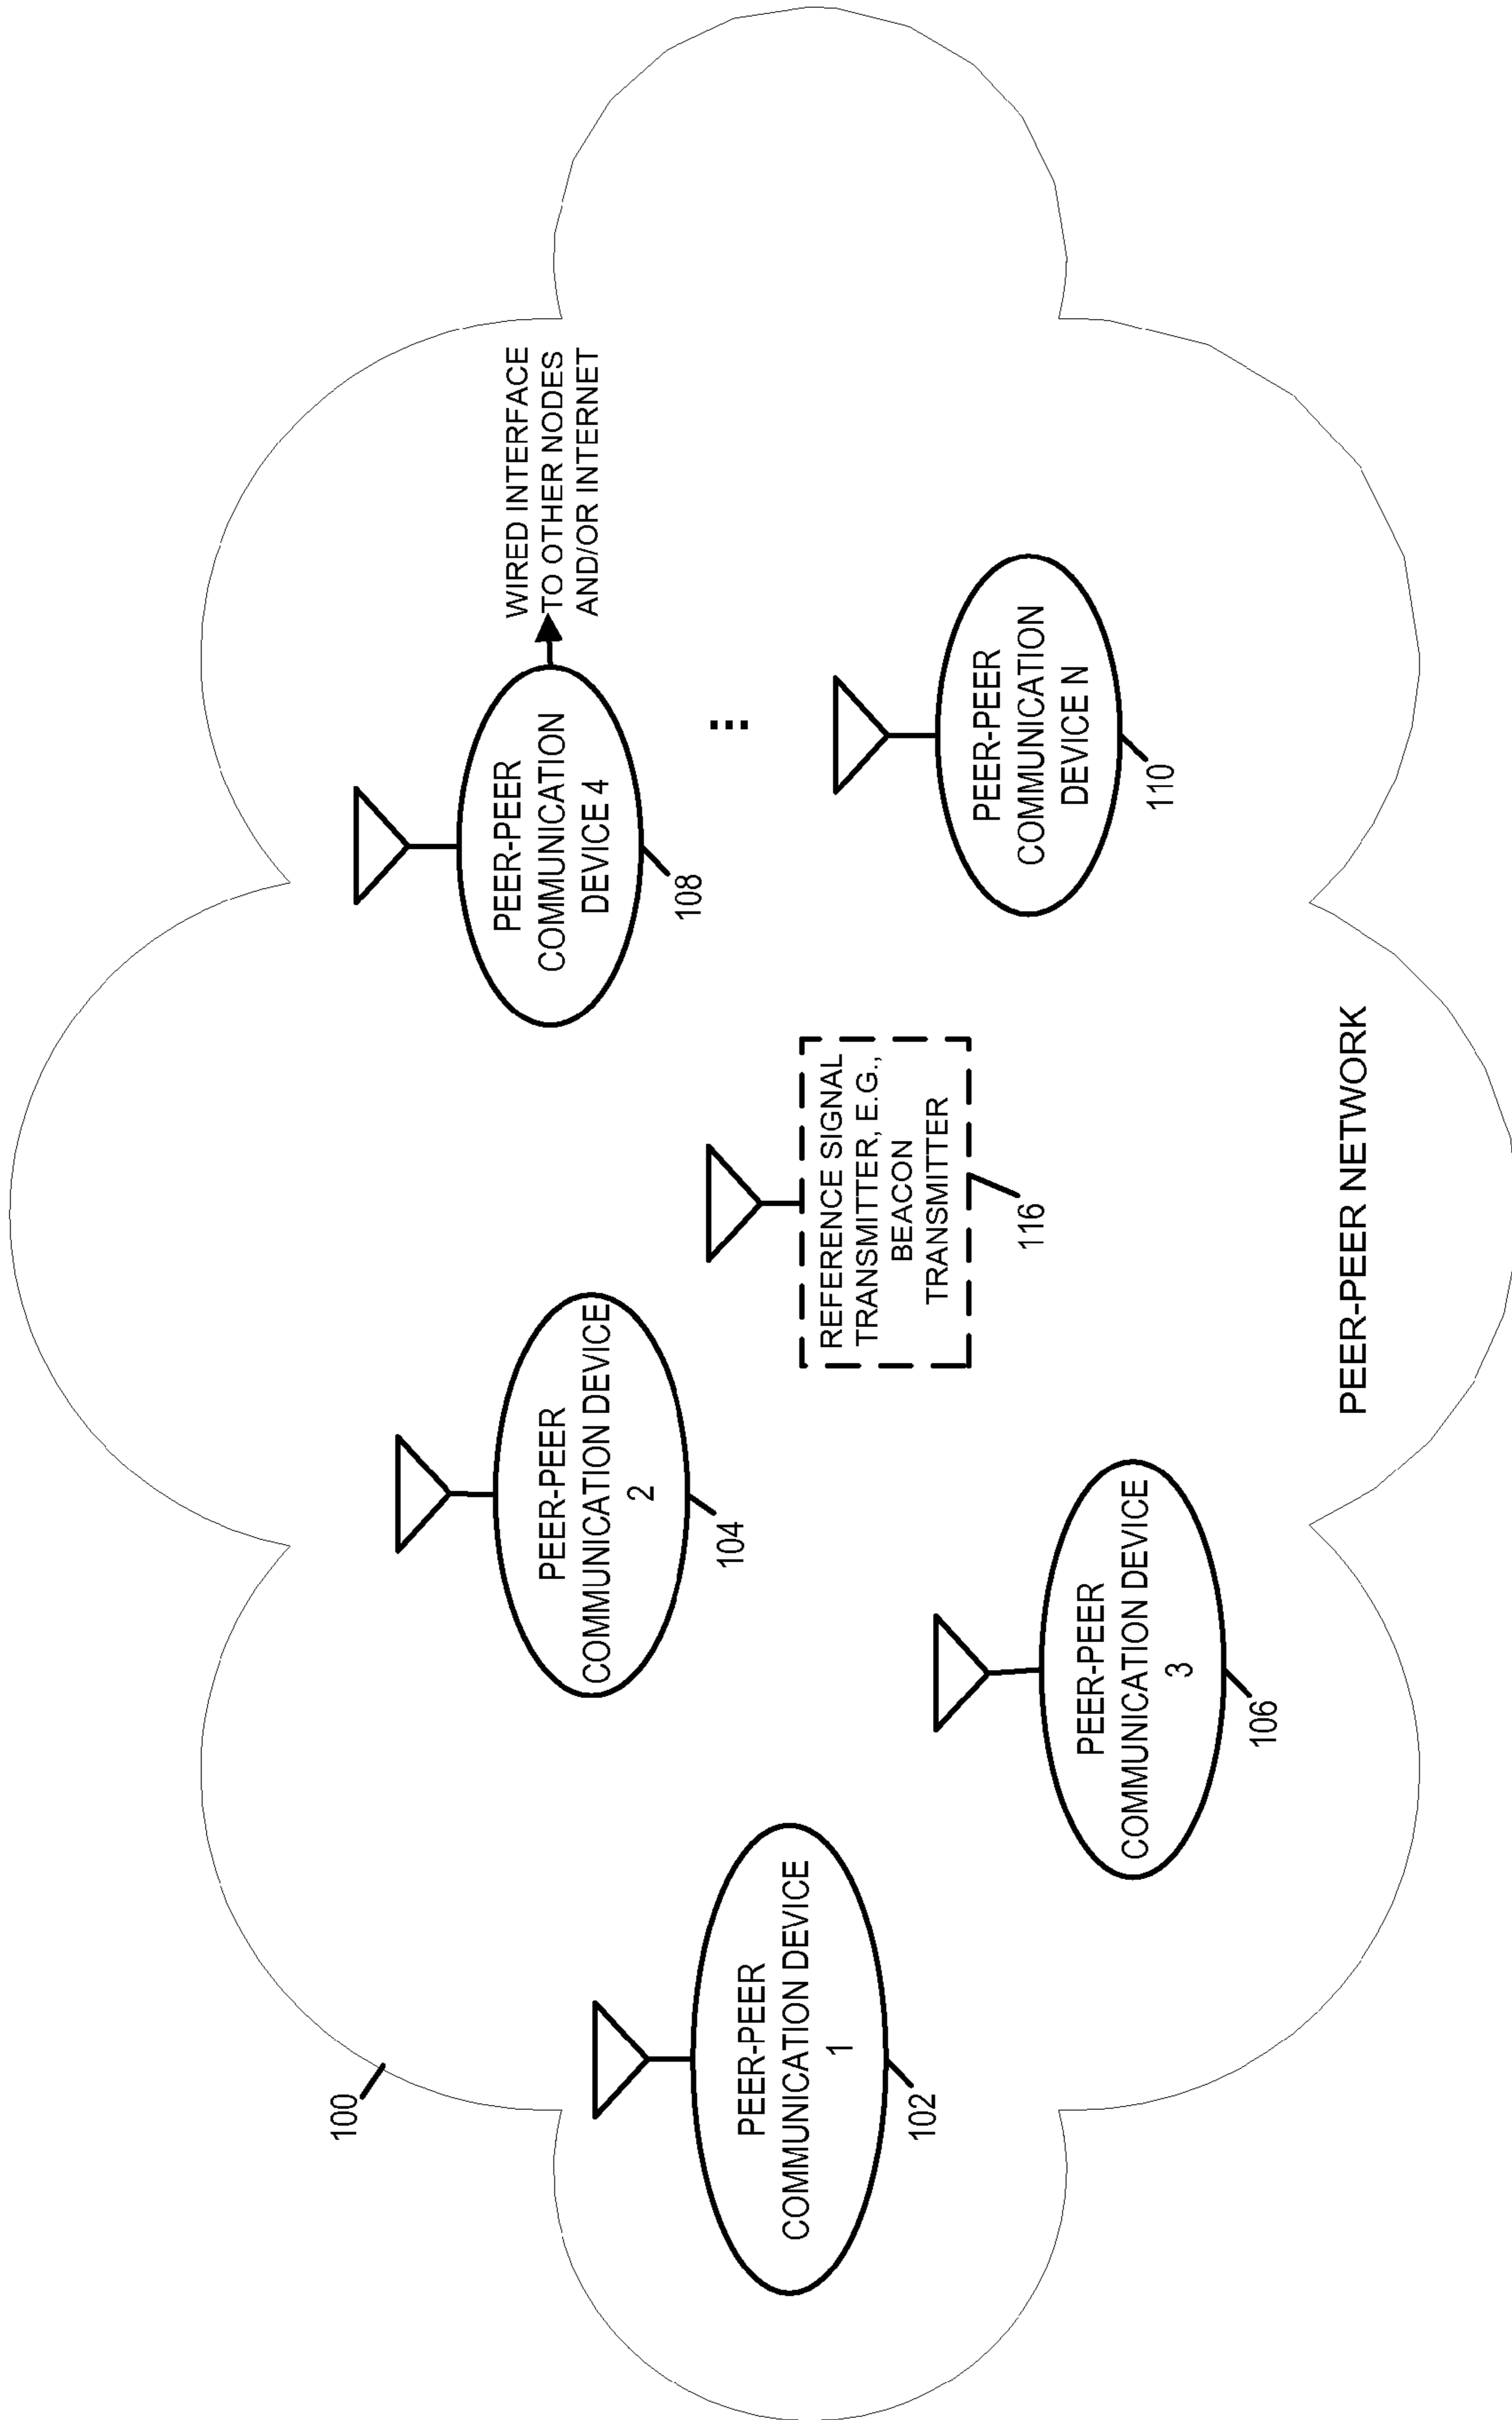 100
PEER-PEER
COMMUNICATION DEVICE
1
102
PEER-PEER
COMMUNICATION DEVICE
2
104
PEER-PEER
COMMUNICATION DEVICE
3
106
REFERENCE SIGNAL
TRANSMITTER, E.G.,
BEACON
TRANSMITTER
116
PEER-PEER
COMMUNICATION
DEVICE 4
108
WIRED INTERFACE
TO OTHER NODES
AND/OR INTERNET
...
PEER-PEER
COMMUNICATION
DEVICE N
110
PEER-PEER NETWORK